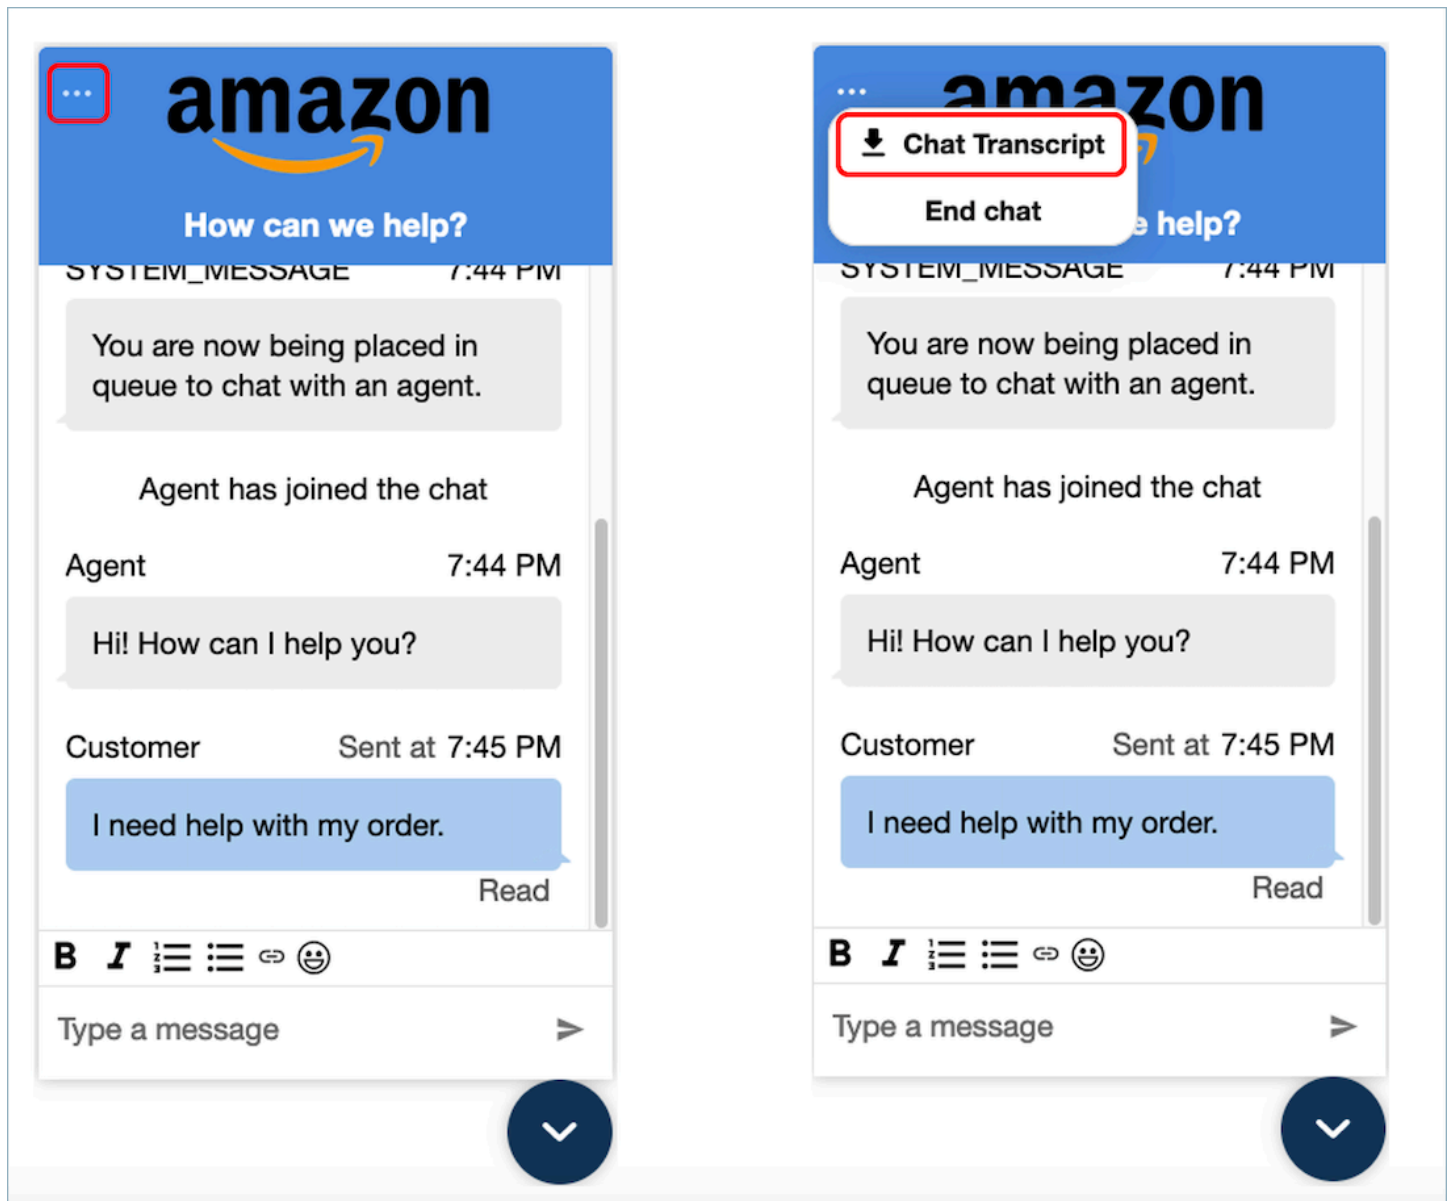 ...
amazon
How can we help?
SYSTEM_MESSAGE 7:44 PM
You are now being placed in
queue to chat with an agent.
Agent has joined the chat
Agent 7:44 PM
Hi! How can I help you?
Customer Sent at 7:45 PM
I need help with my order.
Read
B I
Type a message
...
amazon
Chat Transcript
End chat
e help?
SYSTEM_MESSAGE 7:44 PM
You are now being placed in
queue to chat with an agent.
Agent has joined the chat
Agent 7:44 PM
Hi! How can I help you?
Customer Sent at 7:45 PM
I need help with my order.
Read
B I
Type a message